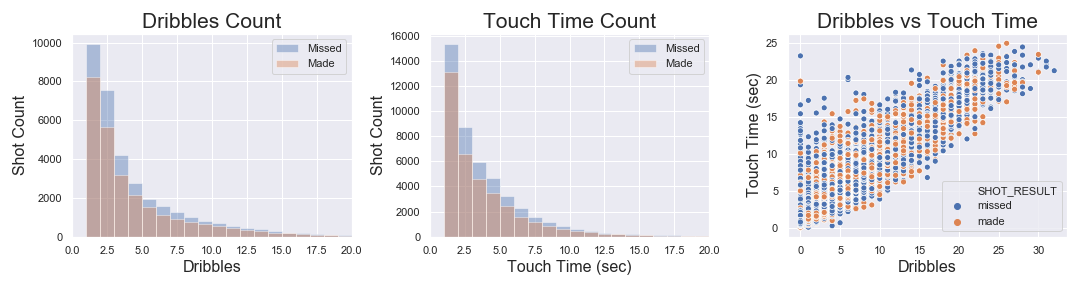 Dribbles Count
Shot Count
10000
8000
6000
4000
2000
0
Missed
Made
0.0 2.5 5.0 7.5 10.0 12.5 15.0 17.5 20.0
Dribbles
Touch Time Count
Shot Count
16000
14000
12000
10000
8000
6000
4000
2000
0
Missed
Made
0.0 2.5 5.0 7.5 10.0 12.5 15.0 17.5 20.0
Touch Time (sec)
Dribbles vs Touch Time
Touch Time (sec)
25
20
15
10
5
0
SHOT_RESULT
missed
made
0 5 10 15 20 25 30
Dribbles